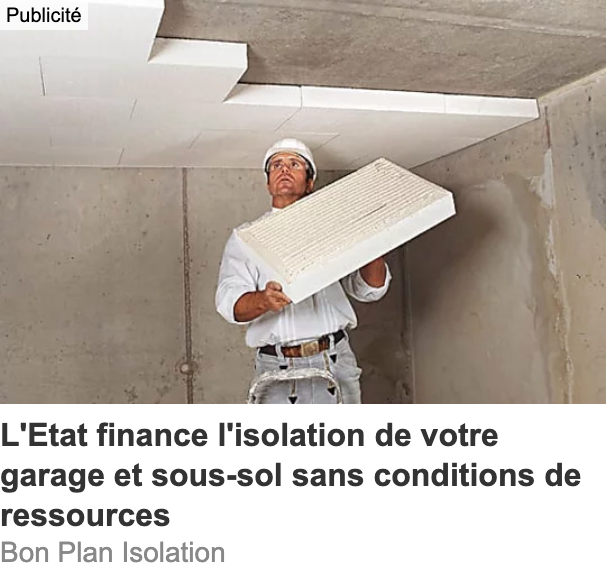 Publicité
L'Etat finance l'isolation de votre
garage et sous-sol sans conditions de
ressources
Bon Plan Isolation